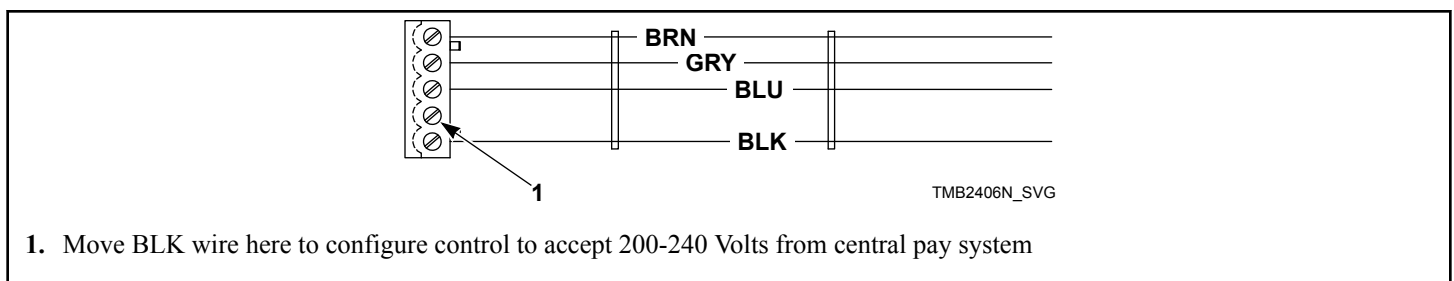 BRN
GRY
BLU
BLK
1
TMB2406N_SVG
1. Move BLK wire here to configure control to accept 200-240 Volts from central pay system